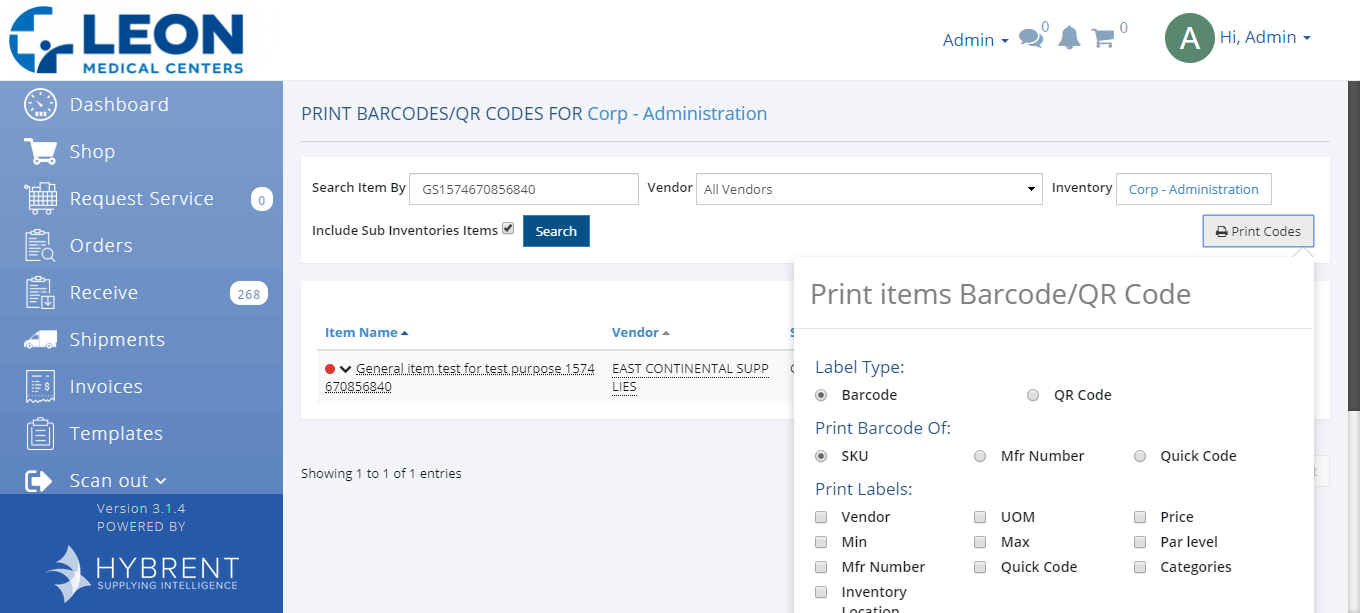 LEON
MEDICAL CENTERS
Admin
0
0
A
Hi, Admin
Dashboard
Shop
Request Service
0
Orders
Receive
268
Shipments
Invoices
Templates
Scan out
Version 3.1.4
POWERED BY
HYBRENT
SUPPLYING INTELLIGENCE
PRINT BARCODES/QR CODES FOR Corp - Administration
Search Item By
GS1574670856840
Vendor
All Vendors
Inventory
Corp - Administration
Include Sub Inventories Items
Search
Print Codes
Item Name
Vendor
General item test for test purpose 1574
670856840
EAST CONTINENTAL SUPP
LIES
Showing 1 to 1 of 1 entries
Print items Barcode/QR Code
Label Type:
Barcode
QR Code
Print Barcode Of:
SKU
Mfr Number
Quick Code
Print Labels:
Vendor
UOM
Price
Min
Max
Par level
Mfr Number
Quick Code
Categories
Inventory
Location